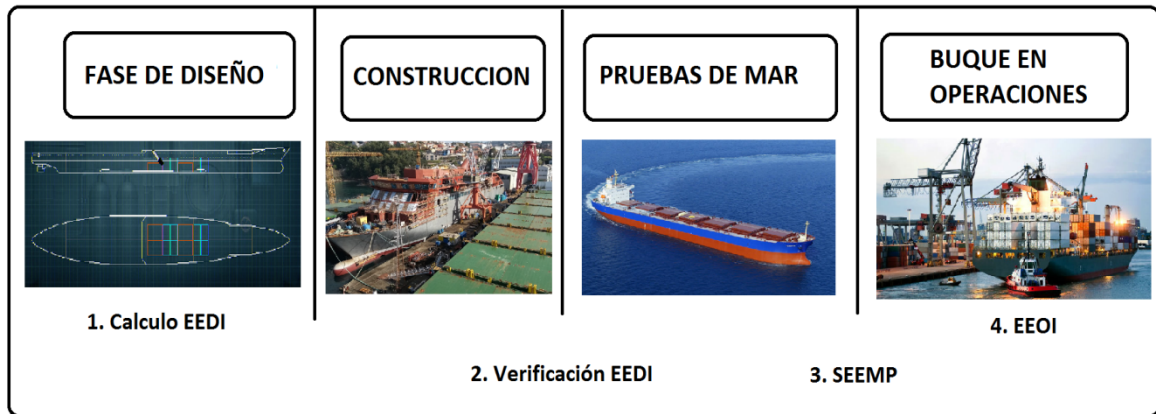 FASE DE DISEÑO
CONSTRUCCION
PRUEBAS DE MAR
BUQUE EN
OPERACIONES
1. Calculo EEDI
2. Verificación EEDI
3. SEEMP
4. EEOI